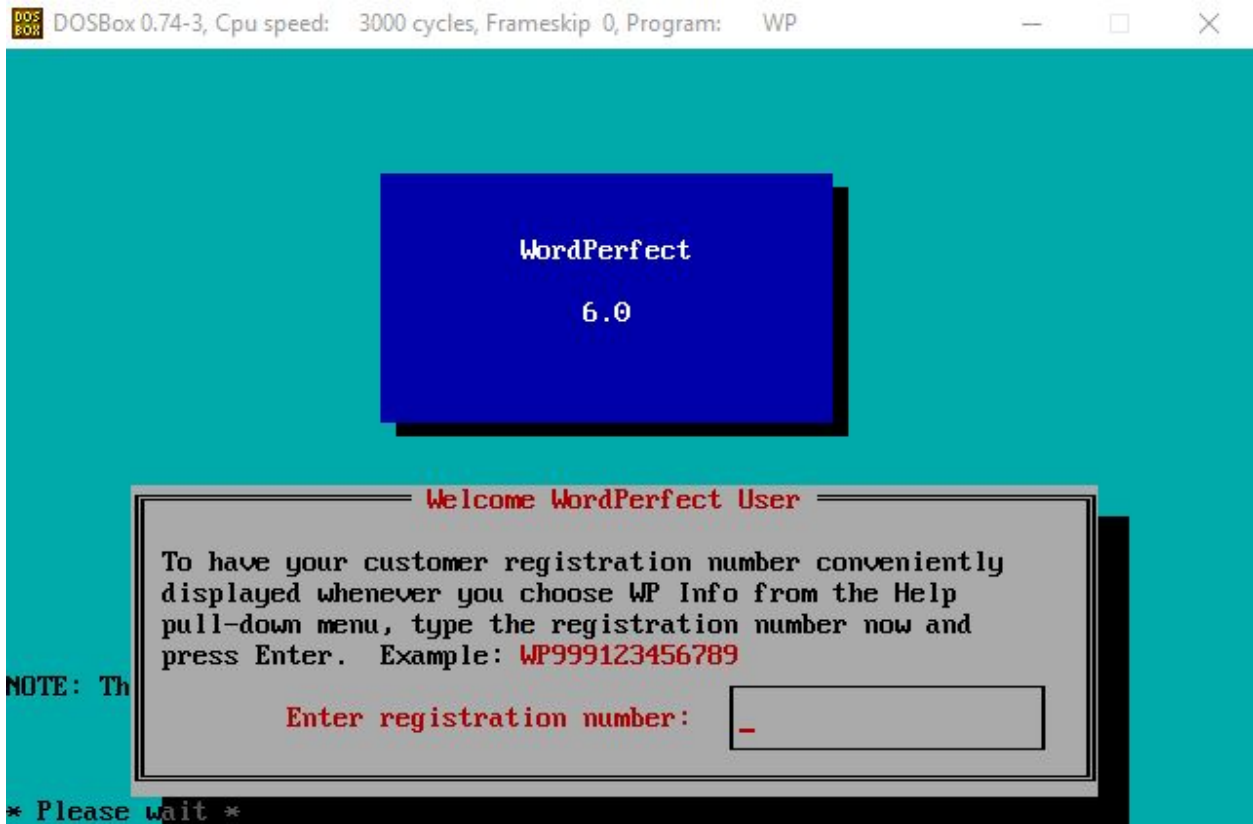 DOSBox 0.74-3, Cpu speed: 3000 cycles, Frameskip 0, Program: WP
WordPerfect
6.0
Welcome WordPerfect User
To have your customer registration number conveniently
displayed whenever you choose WP Info from the Help
pull-down menu, type the registration number now and
press Enter. Example: WP999123456789
NOTE: Th
Enter registration number:
* Please wait *